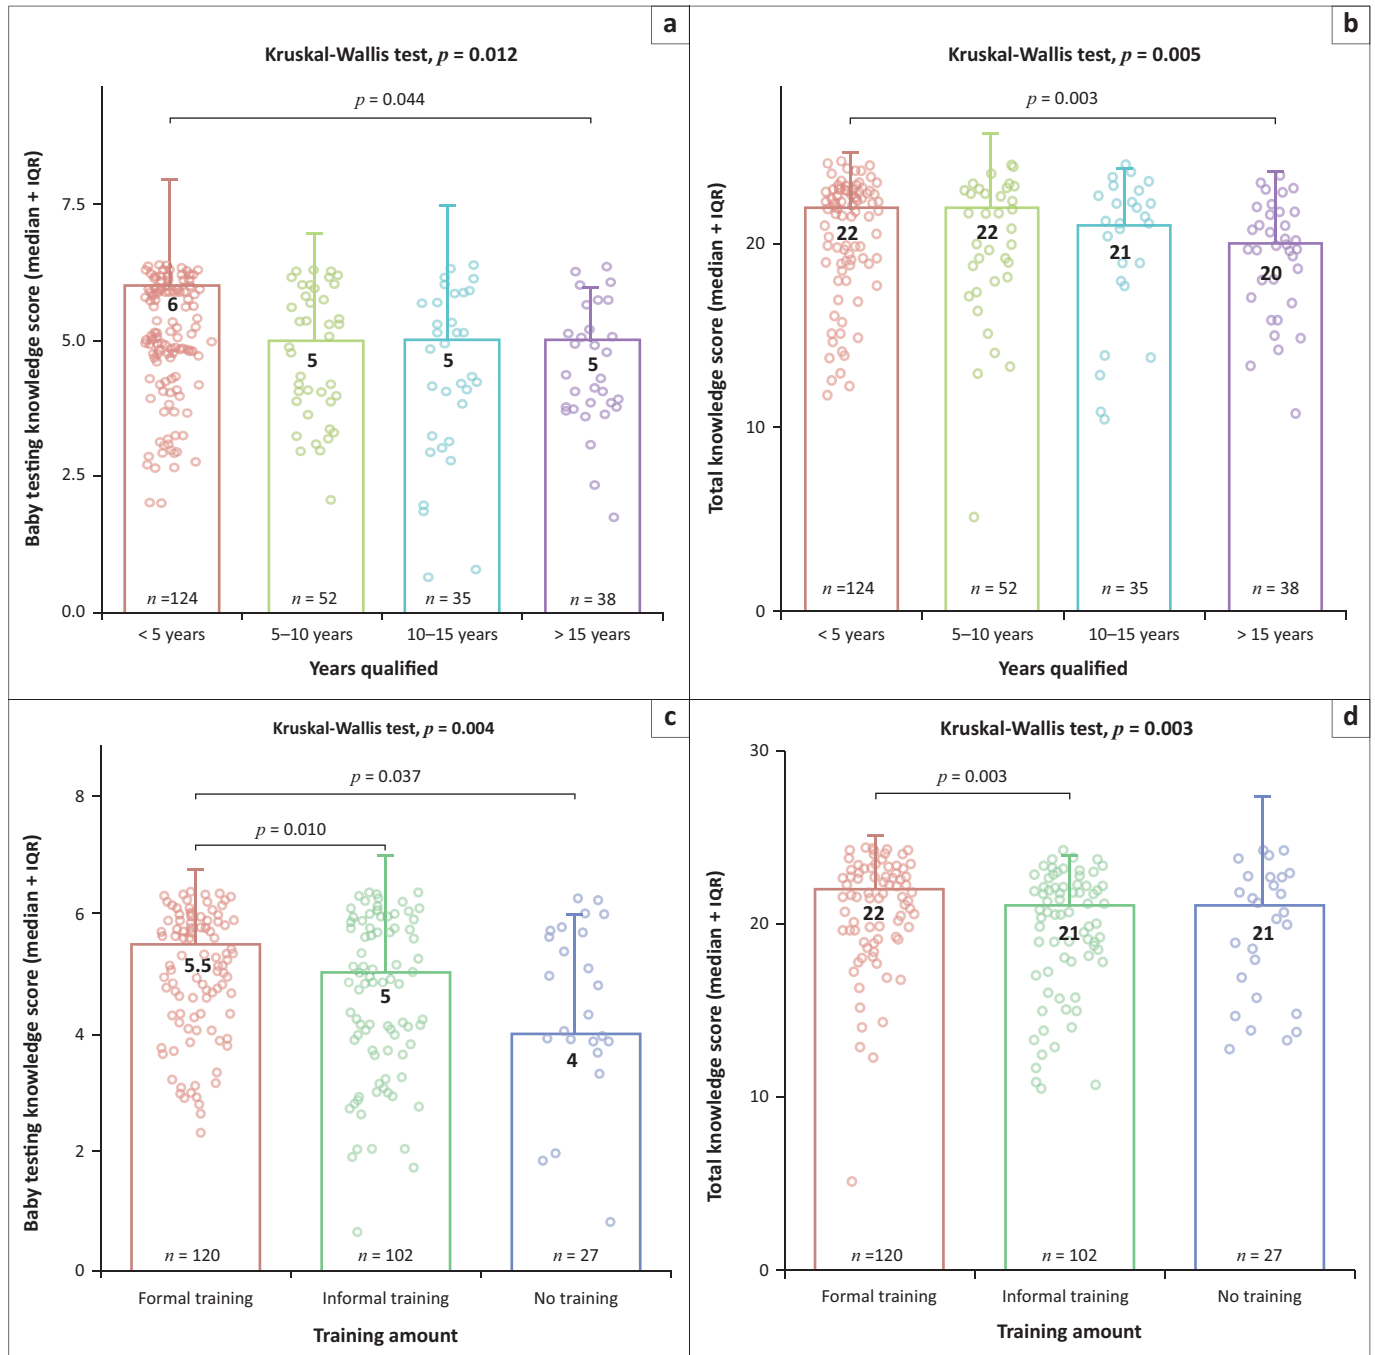 a
Kruskal-Wallis test, p = 0.012
p = 0.044
Baby testing knowledge score (median + IQR)
7.5
5.0
2.5
0.0
6
5
5
5
n =124
n = 52
n = 35
n = 38
< 5 years
5–10 years
10–15 years
> 15 years
Years qualified
b
Kruskal-Wallis test, p = 0.005
p = 0.003
Total knowledge score (median + IQR)
20
10
0
22
22
21
20
n =124
n = 52
n = 35
n = 38
< 5 years
5–10 years
10–15 years
> 15 years
Years qualified
c
Kruskal-Wallis test, p = 0.004
p = 0.037
p = 0.010
Baby testing knowledge score (median + IQR)
8
6
4
2
0
5.5
5
4
n = 120
n = 102
n = 27
Formal training
Informal training
No training
Training amount
d
Kruskal-Wallis test, p = 0.003
p = 0.003
Total knowledge score (median + IQR)
30
20
10
0
22
21
21
n =120
n = 102
n = 27
Formal training
Informal training
No training
Training amount